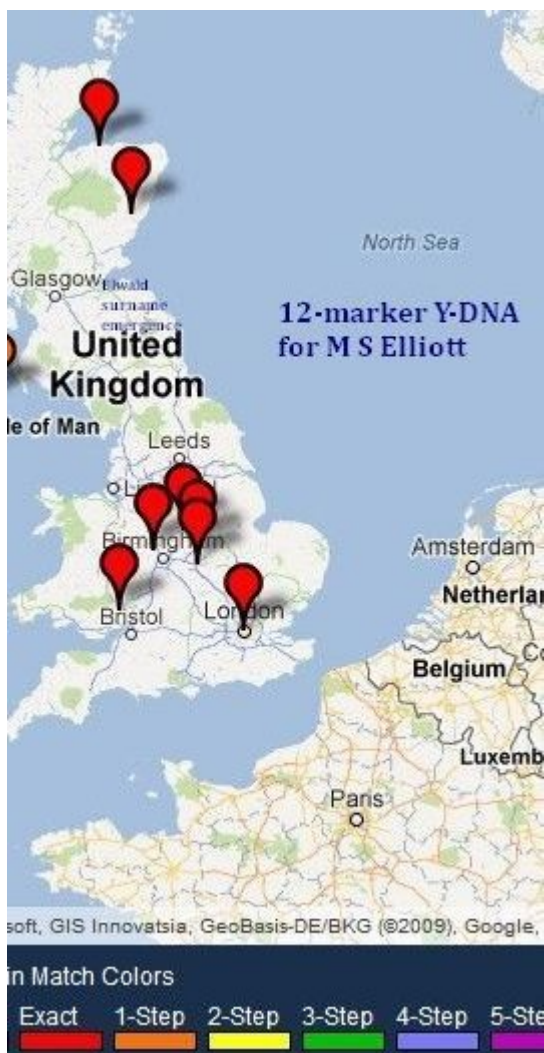 North Sea
Glasgow
Elwald
surname
emergence
12-marker Y-DNA
for M S Elliott
United
Kingdom
le of Man
Leeds
Birmingham
Amsterdam
Netherlan
London
Bristol
Belgium
Co
Luxemb
Paris
soft, GIS Innovatsia, GeoBasis-DE/BKG (©2009), Google,
in Match Colors
Exact 1-Step 2-Step 3-Step 4-Step 5-Ste